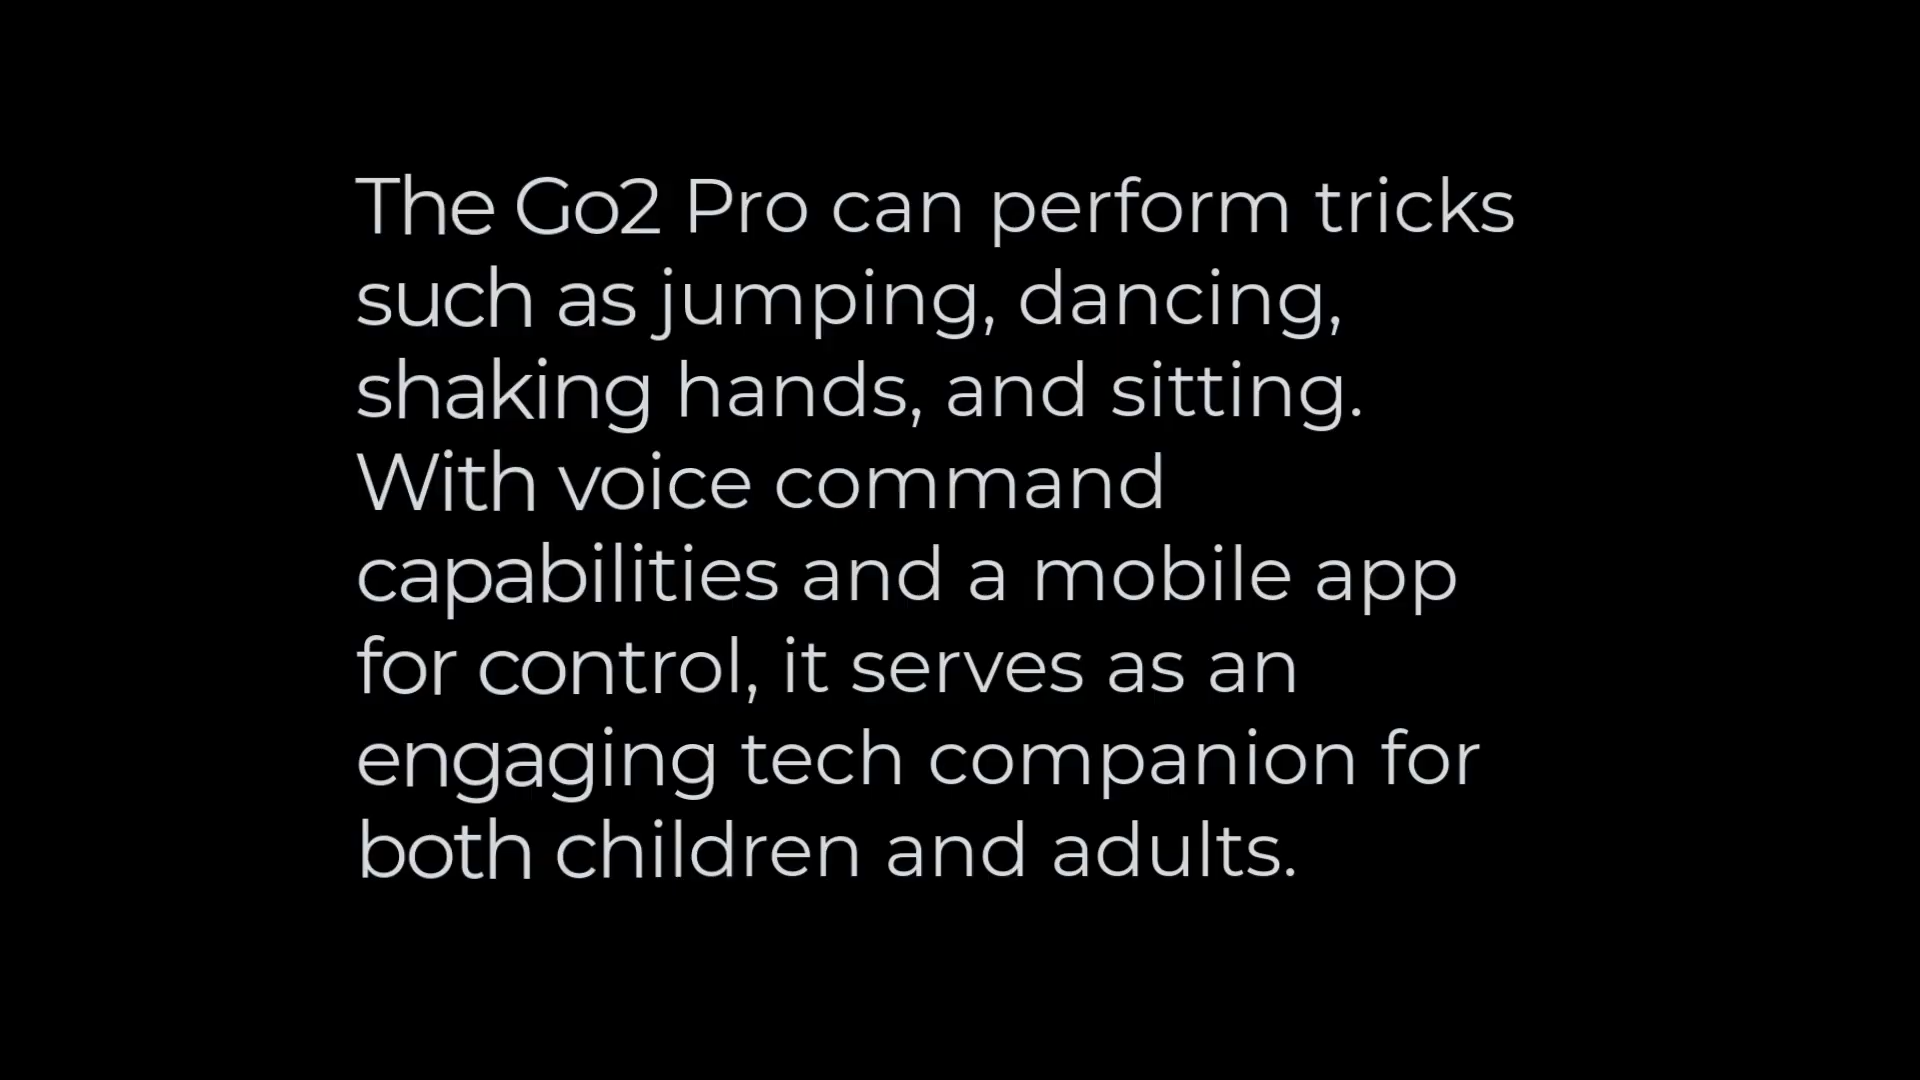 The Go2 Pro can perform tricks
such as jumping, dancing,
shaking hands, and sitting.
With voice command
capabilities and a mobile app
for control, it serves as an
engaging tech companion for
both children and adults.